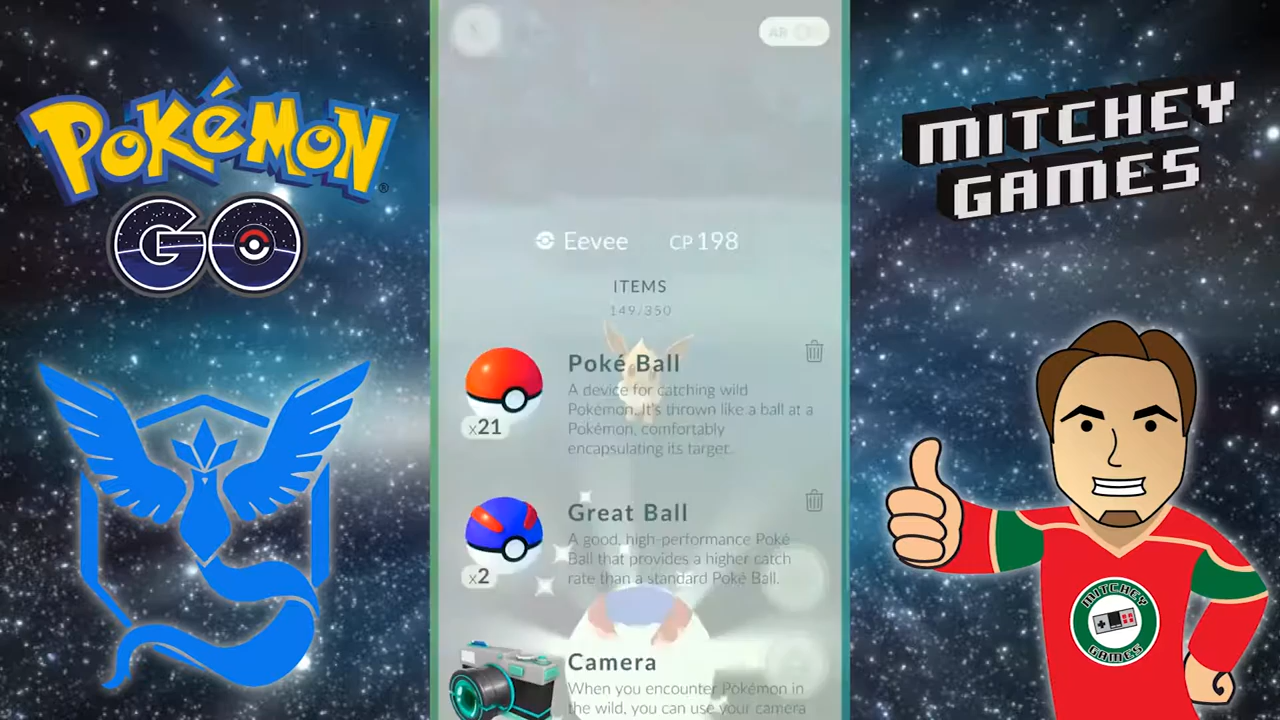 POKéMON
GO
MITCHEY
GAMES
AR
Eevee CP198
ITEMS
149/350
Poké Ball
A device for catching wild
Pokémon. It's thrown like a ball at a
Pokémon, comfortably
encapsulating its target.
x21
Great Ball
A good, high-performance Poké
Ball that provides a higher catch
rate than a standard Poké Ball.
x2
Camera
When you encounter Pokémon in
the wild, you can use your camera
MITCHEY
GAMES